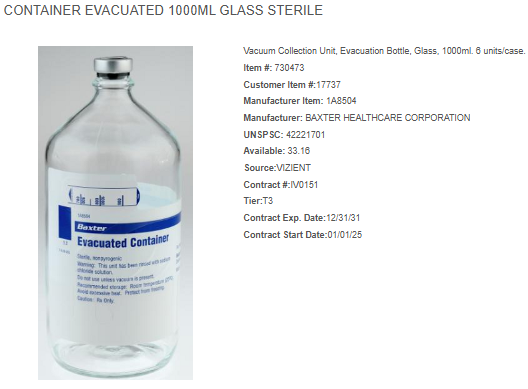 CONTAINER EVACUATED 1000ML GLASS STERILE
Vacuum Collection Unit, Evacuation Bottle, Glass, 1000ml. 6 units/case.
Item #: 730473
Customer Item #:17737
Manufacturer Item: 1A8504
Manufacturer: BAXTER HEALTHCARE CORPORATION
UNSPSC: 42221701
Available: 33.16
Source:VIZIENT
Contract #:IV0151
Tier:T3
Contract Exp. Date:12/31/31
Contract Start Date:01/01/25
Baxter
Evacuated Container
Sterile, nonpyrogenic
Warning: This unit has been rinsed with sodium
chloride solution.
Do not use unless vacuum is present.
Recommended storage: Room temperature
Avoid excessive heat. Protect from freezing.
Caution: Rx Only.